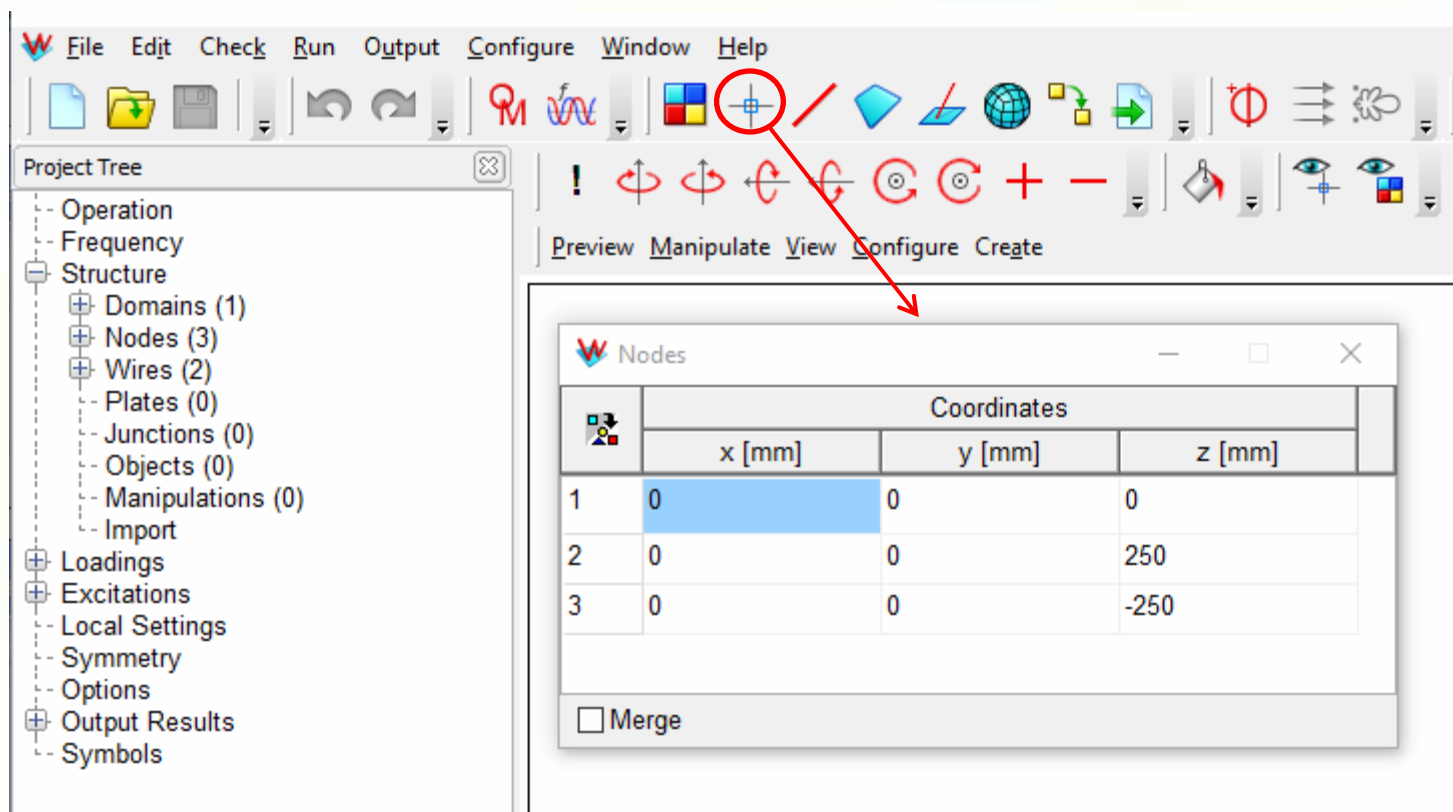 File Edit Check Run Output Configure Window Help
Project Tree
Operation
Frequency
Structure
Domains (1)
Nodes (3)
Wires (2)
Plates (0)
Junctions (0)
Objects (0)
Manipulations (0)
Import
Loadings
Excitations
Local Settings
Symmetry
Options
Output Results
Symbols
Preview Manipulate View Configure Create
Nodes
Coordinates
x [mm] y [mm] z [mm]
1 0 0 0
2 0 0 250
3 0 0 -250
Merge